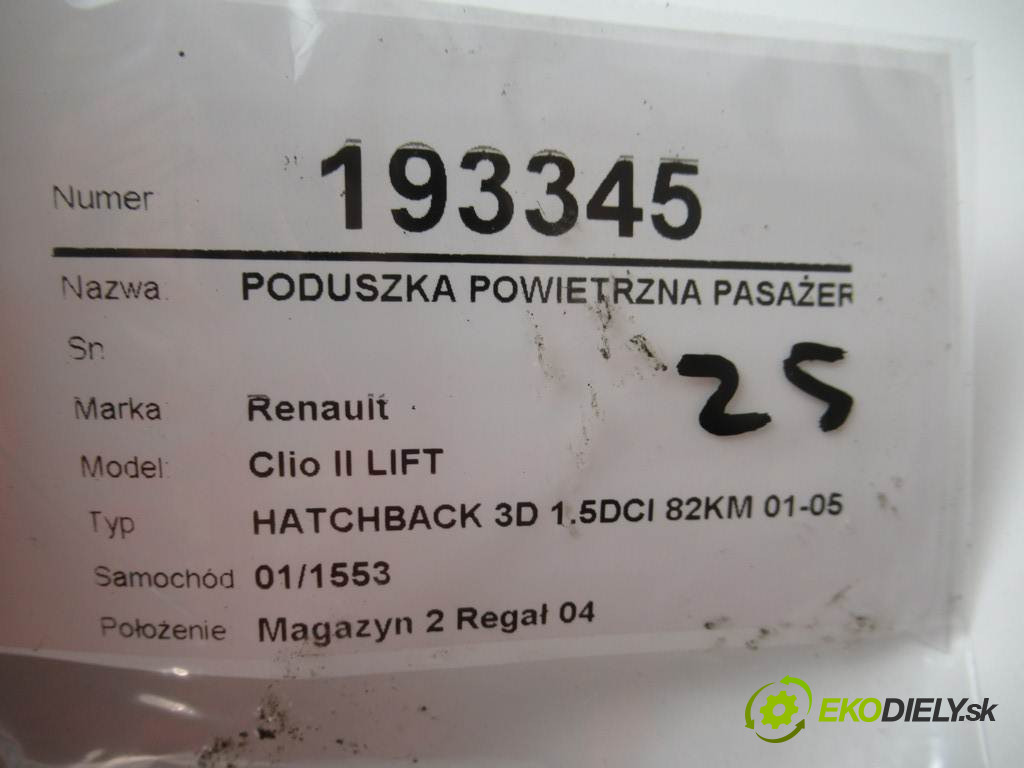 Numer 193345
Nazwa PODUSZKA POWIETRZNA PASAŻER
Sn
25
Marka Renault
Model: Clio II LIFT
Typ HATCHBACK 3D 1.5DCI 82KM 01-05
Samochód 01/1553
Położenie Magazyn 2 Regał 04
EKODIELY.sk